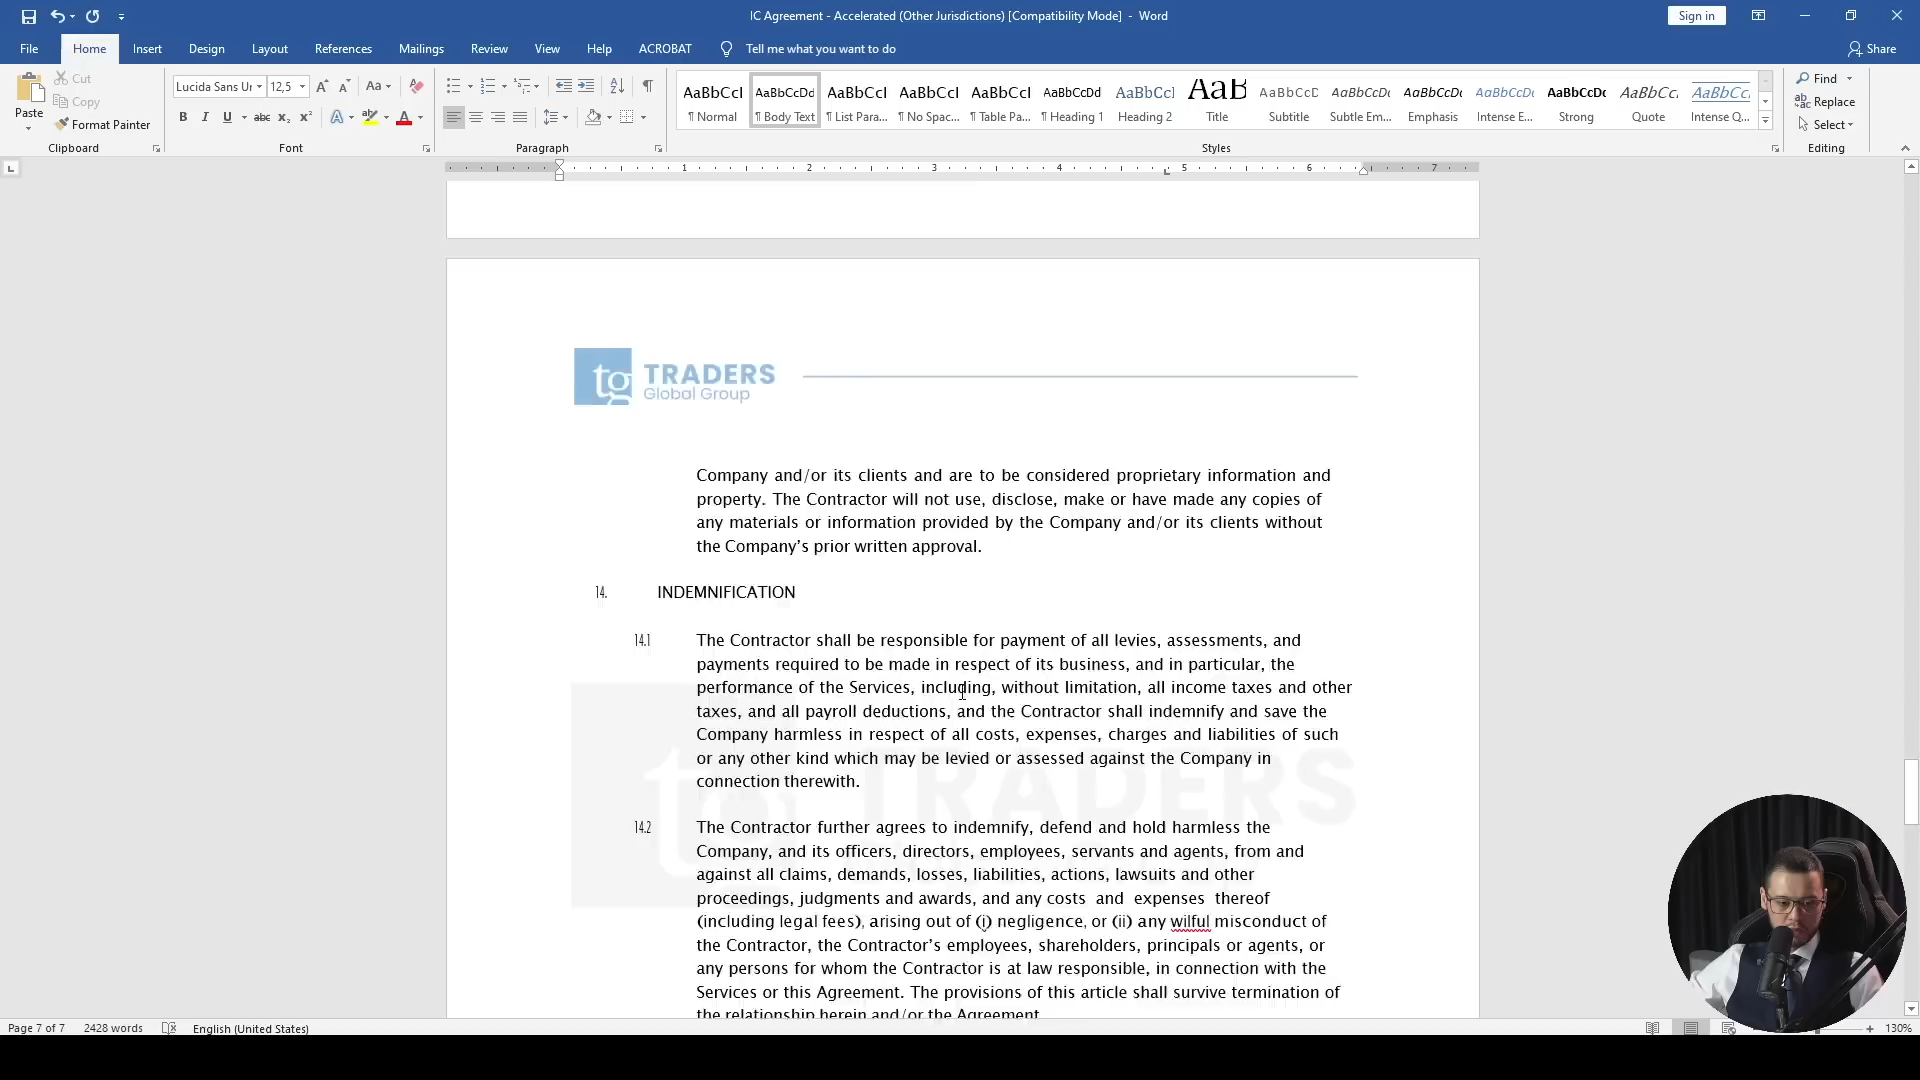 IC Agreement - Accelerated (Other Jurisdictions) [Compatibility Mode] - Word
Sign in
File Home Insert Design Layout References Mailings Review View Help ACROBAT Tell me what you want to do Share
Paste Cut Copy Format Painter
Clipboard
Lucida Sans Ur 12,5
Font
Paragraph
AaBbCcI AaBbCcDd AaBbCcI AaBbCcI AaBbCcI AaBbCcDd AaBbCcI AaB AaBbCcD AaBbCcDc AaBbCcDc AaBbCcDc AaBbCcDc AaBbCcI AaBbCcI
¶ Normal ¶ Body Text ¶ List Para... ¶ No Spac... ¶ Table Pa... ¶ Heading 1 Heading 2 Title Subtitle Subtle Em... Emphasis Intense E... Strong Quote Intense Q...
Styles
Find
Replace
Select
Editing
1 2 3 4 5 6 7
tg TRADERS
Global Group
Company and/or its clients and are to be considered proprietary information and
property. The Contractor will not use, disclose, make or have made any copies of
any materials or information provided by the Company and/or its clients without
the Company’s prior written approval.
14. INDEMNIFICATION
14.1 The Contractor shall be responsible for payment of all levies, assessments, and
payments required to be made in respect of its business, and in particular, the
performance of the Services, including, without limitation, all income taxes and other
taxes, and all payroll deductions, and the Contractor shall indemnify and save the
Company harmless in respect of all costs, expenses, charges and liabilities of such
or any other kind which may be levied or assessed against the Company in
connection therewith.
tg TRADERS
14.2 The Contractor further agrees to indemnify, defend and hold harmless the
Company, and its officers, directors, employees, servants and agents, from and
against all claims, demands, losses, liabilities, actions, lawsuits and other
proceedings, judgments and awards, and any costs and expenses thereof
(including legal fees), arising out of (i) negligence, or (ii) any wilful misconduct of
the Contractor, the Contractor’s employees, shareholders, principals or agents, or
any persons for whom the Contractor is at law responsible, in connection with the
Services or this Agreement. The provisions of this article shall survive termination of
the relationship herein and/or the Agreement.
Page 7 of 7 2428 words English (United States) 130%